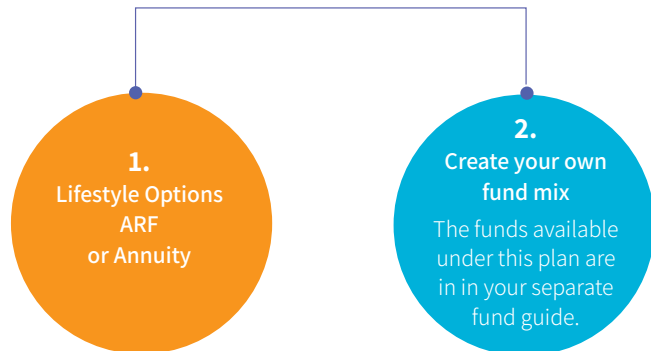 1.
Lifestyle Options
ARF
or Annuity
2.
Create your own
fund mix
The funds available
under this plan are
in in your separate
fund guide.